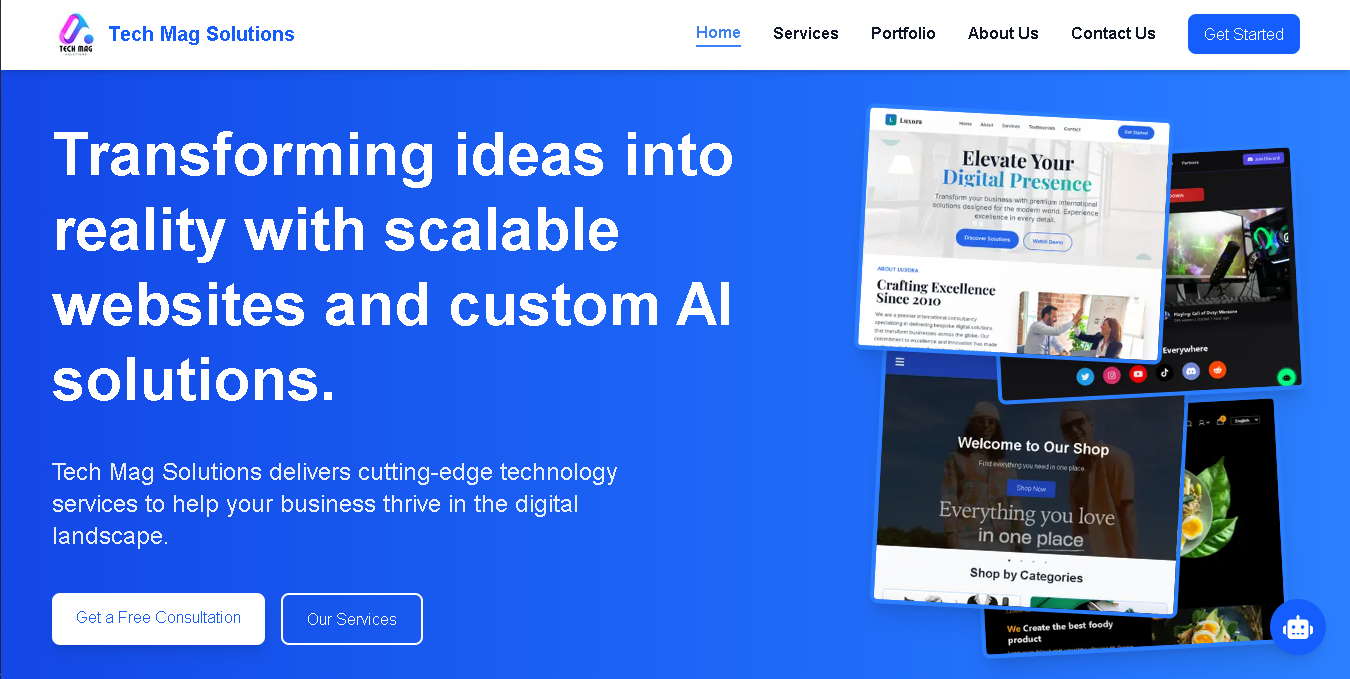 TECH MAG
SOLUTIONS
Tech Mag Solutions
Home
Services
Portfolio
About Us
Contact Us
Get Started
Transforming ideas into
reality with scalable
websites and custom AI
solutions.
Tech Mag Solutions delivers cutting-edge technology
services to help your business thrive in the digital
landscape.
Get a Free Consultation
Our Services
L
Luxora
Home
About
Services
Testimonials
Contact
Get Started
Elevate Your
Digital Presence
Transform your business with premium international
solutions designed for the modern world. Experience
excellence in every detail.
Discover Solutions
Watch Demo
ABOUT LUXORA
Crafting Excellence
Since 2010
We are a premier international consultancy
specializing in delivering bespoke digital solutions
that transform businesses across the globe. Our
commitment to excellence and innovation has made
Partners
Join Discord
Playing: Call of Duty: Warzone
Everywhere
Welcome to Our Shop
Find everything you need in one place.
Shop Now
Everything you love
in one place
Shop by Categories
English
We Create the best foody
product